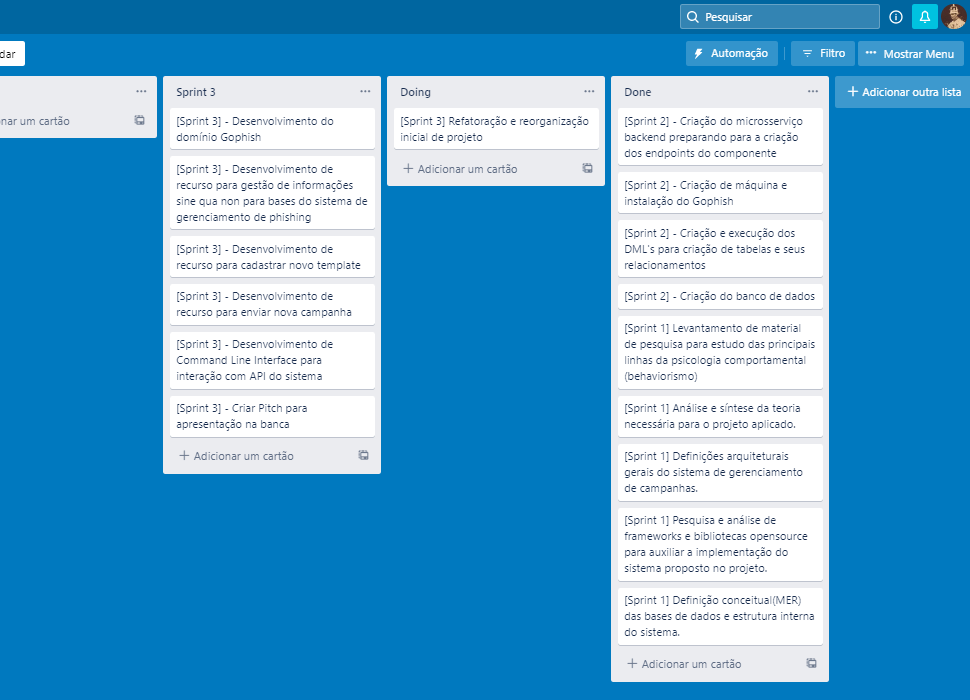 Pesquisar
dar
Automação
Filtro
Mostrar Menu
nar um cartão
Sprint 3
[Sprint 3] - Desenvolvimento do
domínio Gophish
[Sprint 3] - Desenvolvimento de
recurso para gestão de informações
sine qua non para bases do sistema de
gerenciamento de phishing
[Sprint 3] - Desenvolvimento de
recurso para cadastrar novo template
[Sprint 3] - Desenvolvimento de
recurso para enviar nova campanha
[Sprint 3] - Desenvolvimento de
Command Line Interface para
interação com API do sistema
[Sprint 3] - Criar Pitch para
apresentação na banca
Adicionar um cartão
Doing
[Sprint 3] Refatoração e reorganização
inicial de projeto
Adicionar um cartão
Done
[Sprint 2] - Criação do microsserviço
backend preparando para a criação
dos endpoints do componente
[Sprint 2] - Criação de máquina e
instalação do Gophish
[Sprint 2] - Criação e execução dos
DML's para criação de tabelas e seus
relacionamentos
[Sprint 2] - Criação do banco de dados
[Sprint 1] Levantamento de material
de pesquisa para estudo das principais
linhas da psicologia comportamental
(behaviorismo)
[Sprint 1] Análise e síntese da teoria
necessária para o projeto aplicado.
[Sprint 1] Definições arquiteturais
gerais do sistema de gerenciamento
de campanhas.
[Sprint 1] Pesquisa e análise de
frameworks e bibliotecas opensource
para auxiliar a implementação do
sistema proposto no projeto.
[Sprint 1] Definição conceitual(MER)
das bases de dados e estrutura interna
do sistema.
Adicionar um cartão
Adicionar outra lista